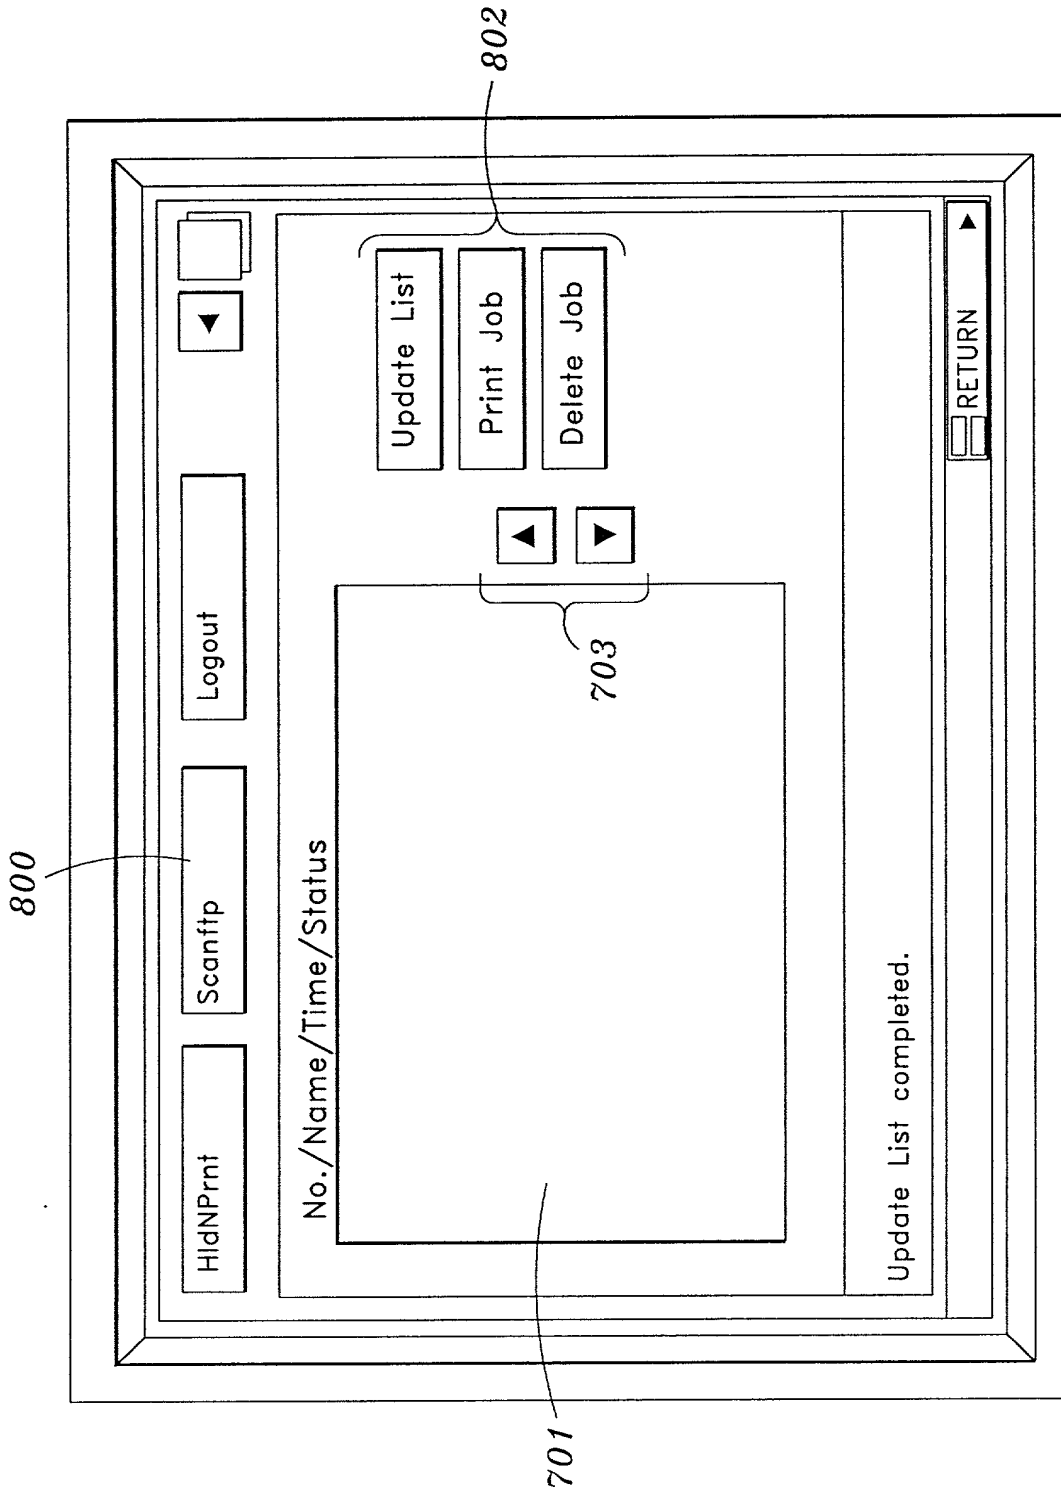 800
HldNPrnt
Scanftp
Logout
No./Name/Time/Status
701
703
Update List
Print Job
Delete Job
802
Update List completed.
RETURN